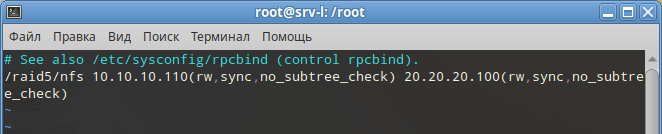 root@srv-l: /root
Файл Правка Вид Поиск Терминал Помощь
# See also /etc/sysconfig/rpcbind (control rpcbind).
/raid5/nfs 10.10.10.110(rw,sync,no_subtree_check) 20.20.20.100(rw,sync,no_subtre
e_check)
~
~